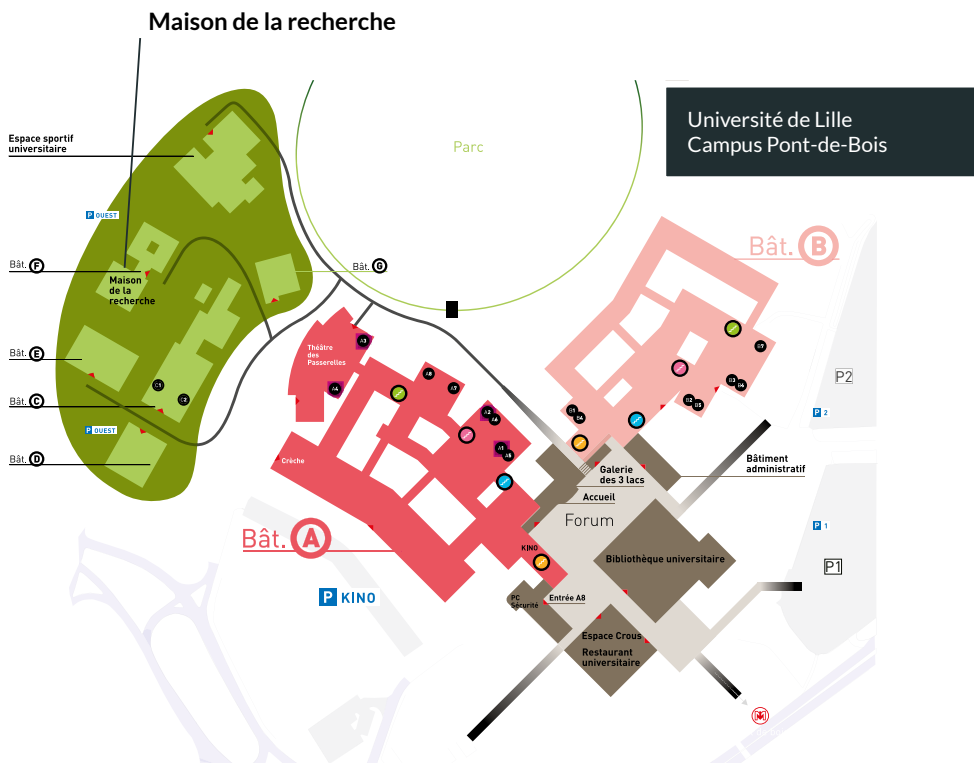 Maison de la recherche
Université de Lille
Campus Pont-de-Bois
Parc
Espace sportif
universitaire
P OUEST
Bât. B
Bât. F
Bât. G
Maison
de la
recherche
Théâtre
des
Passerelles
A3
B7
Bât. E
A8
A7
A4
B3
B4
P2
C1
C2
Bât. C
A2
A6
B1
B4
B2
B5
P 2
P OUEST
A1
A5
Bât. D
Crèche
Galerie
des 3 lacs
Bâtiment
administratif
Accueil
Forum
P 1
Bât. A
KINO
Bibliothèque universitaire
P1
P KINO
PC
Sécurité
Entrée A8
Espace Crous
Restaurant
universitaire
M